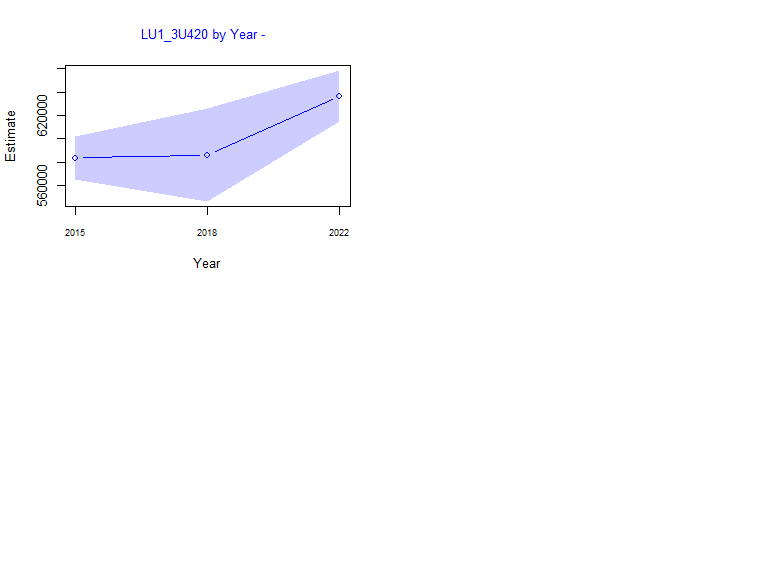 LU1_3U420 by Year -
Estimate
620000
560000
2015 2018 2022
Year